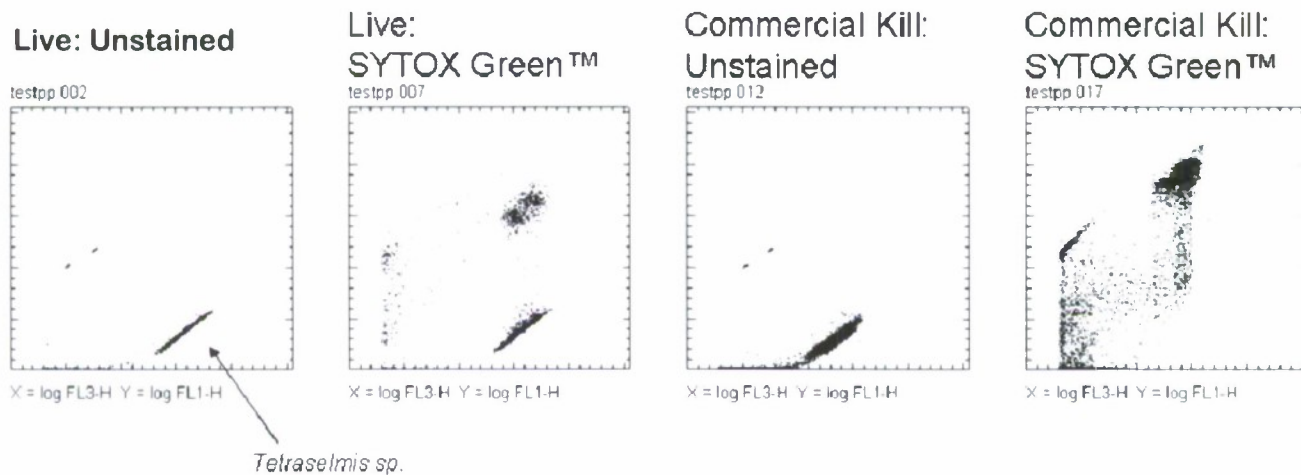 Live: Unstained
testpp 002
X = log FL3-H Y = log FL1-H
Tetraselmis sp.
Live:
SYTOX Green™
testpp 007
X = log FL3-H Y = log FL1-H
Commercial Kill:
Unstained
testpp 012
X = log FL3-H Y = log FL1-H
Commercial Kill:
SYTOX Green™
testpp 017
X = log FL3-H Y = log FL1-H